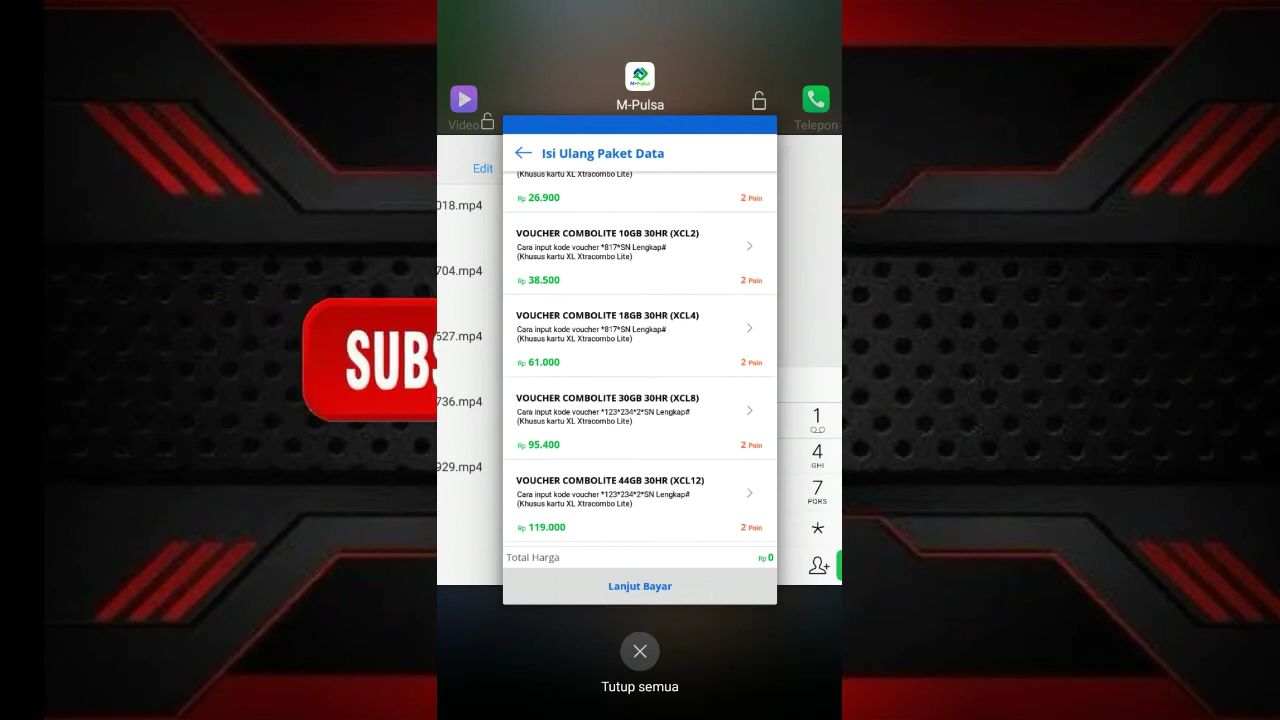 M-Pulsa
M-Pulsa
Video
Telepon
Edit
018.mp4
704.mp4
627.mp4
736.mp4
929.mp4
SUBS
Isi Ulang Paket Data
(Khusus kartu XL Xtracombo Lite)
Rp 26.900
2 Poin
VOUCHER COMBOLITE 10GB 30HR (XCL2)
Cara input kode voucher *817*SN Lengkap#
(Khusus kartu XL Xtracombo Lite)
Rp 38.500
2 Poin
VOUCHER COMBOLITE 18GB 30HR (XCL4)
Cara input kode voucher *817*SN Lengkap#
(Khusus kartu XL Xtracombo Lite)
Rp 61.000
2 Poin
VOUCHER COMBOLITE 30GB 30HR (XCL8)
Cara input kode voucher *123*234*2*SN Lengkap#
(Khusus kartu XL Xtracombo Lite)
Rp 95.400
2 Poin
VOUCHER COMBOLITE 44GB 30HR (XCL12)
Cara input kode voucher *123*234*2*SN Lengkap#
(Khusus kartu XL Xtracombo Lite)
Rp 119.000
2 Poin
Total Harga
Rp 0
Lanjut Bayar
1
4
GHI
7
PQRS
*
Tutup semua